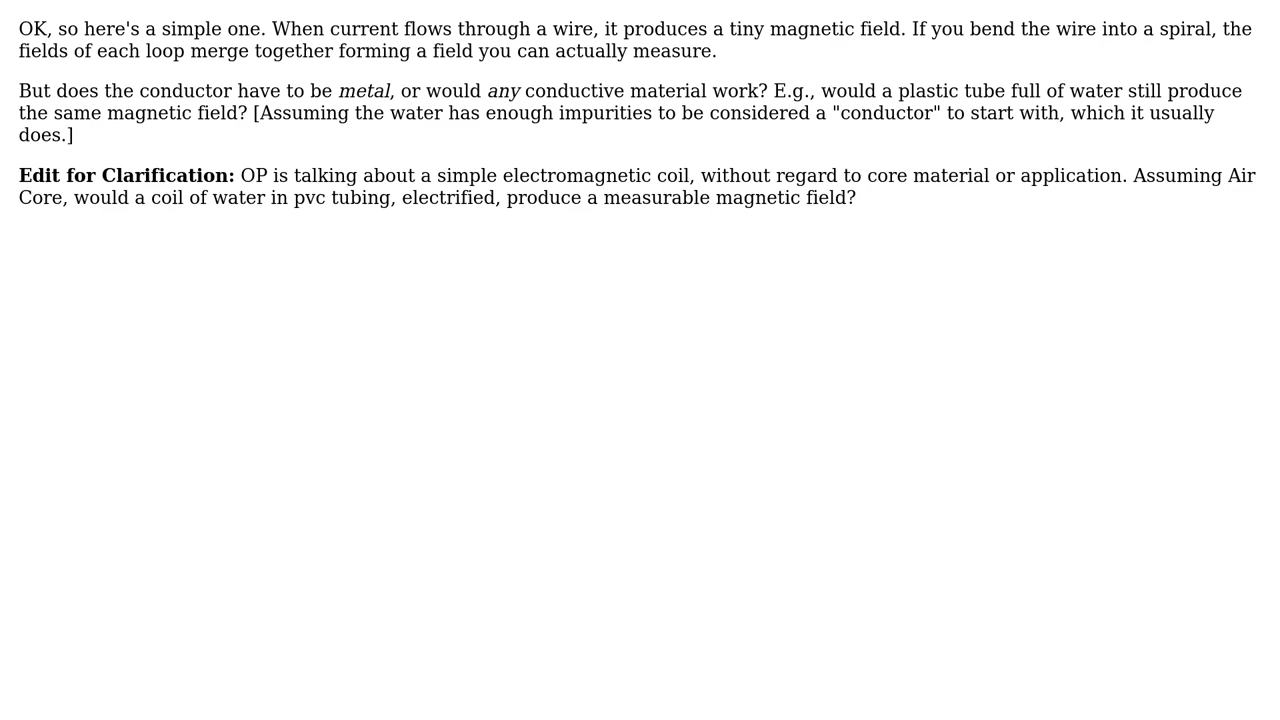 OK, so here's a simple one. When current flows through a wire, it produces a tiny magnetic field. If you bend the wire into a spiral, the
fields of each loop merge together forming a field you can actually measure.
But does the conductor have to be metal, or would any conductive material work? E.g., would a plastic tube full of water still produce
the same magnetic field? [Assuming the water has enough impurities to be considered a "conductor" to start with, which it usually
does.]
Edit for Clarification: OP is talking about a simple electromagnetic coil, without regard to core material or application. Assuming Air
Core, would a coil of water in pvc tubing, electrified, produce a measurable magnetic field?